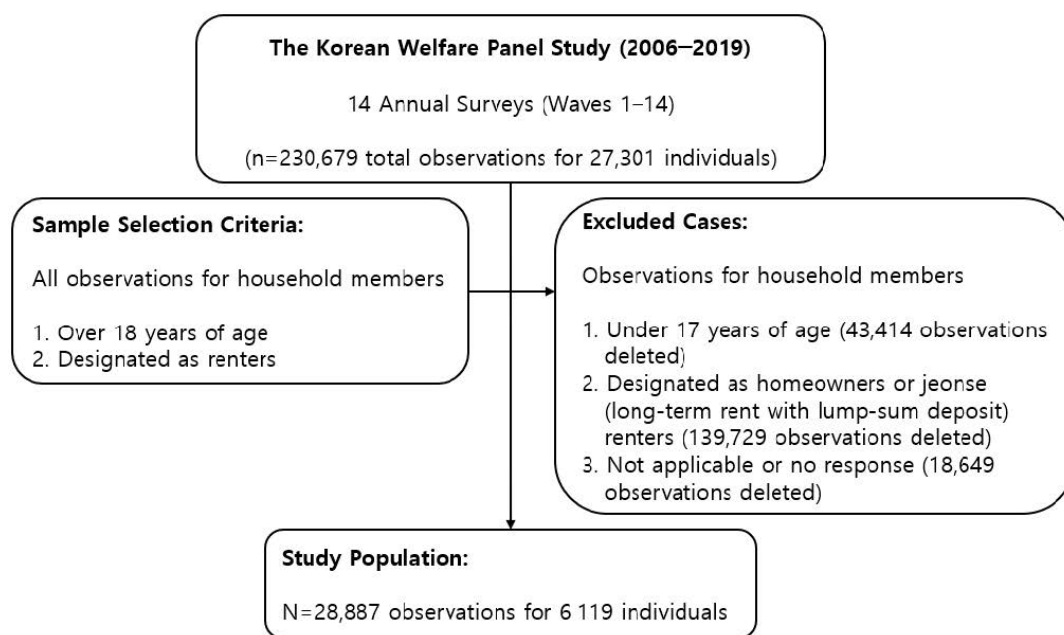 The Korean Welfare Panel Study (2006–2019)
14 Annual Surveys (Waves 1–14)
(n=230,679 total observations for 27,301 individuals)
Sample Selection Criteria:
All observations for household members
1. Over 18 years of age
2. Designated as renters
Excluded Cases:
Observations for household members
1. Under 17 years of age (43,414 observations
deleted)
2. Designated as homeowners or jeonse
(long-term rent with lump-sum deposit)
renters (139,729 observations deleted)
3. Not applicable or no response (18,649
observations deleted)
Study Population:
N=28,887 observations for 6 119 individuals